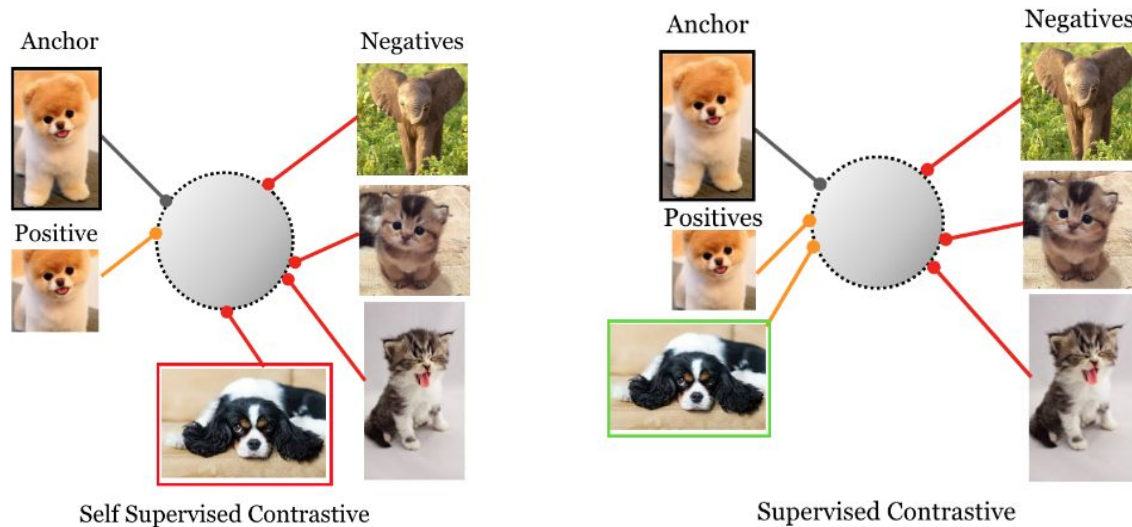 Anchor
Negatives
Positive
Self Supervised Contrastive
Anchor
Negatives
Positives
Supervised Contrastive